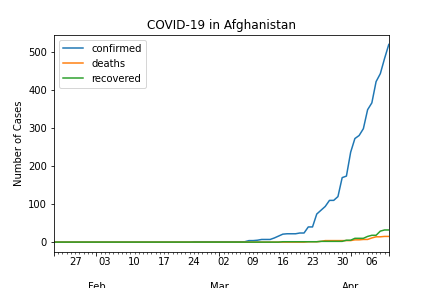 COVID-19 in Afghanistan
confirmed
deaths
recovered
Number of Cases
500
400
300
200
100
0
27 03 10 17 24 02 09 16 23 30 06
Feb Mar Apr